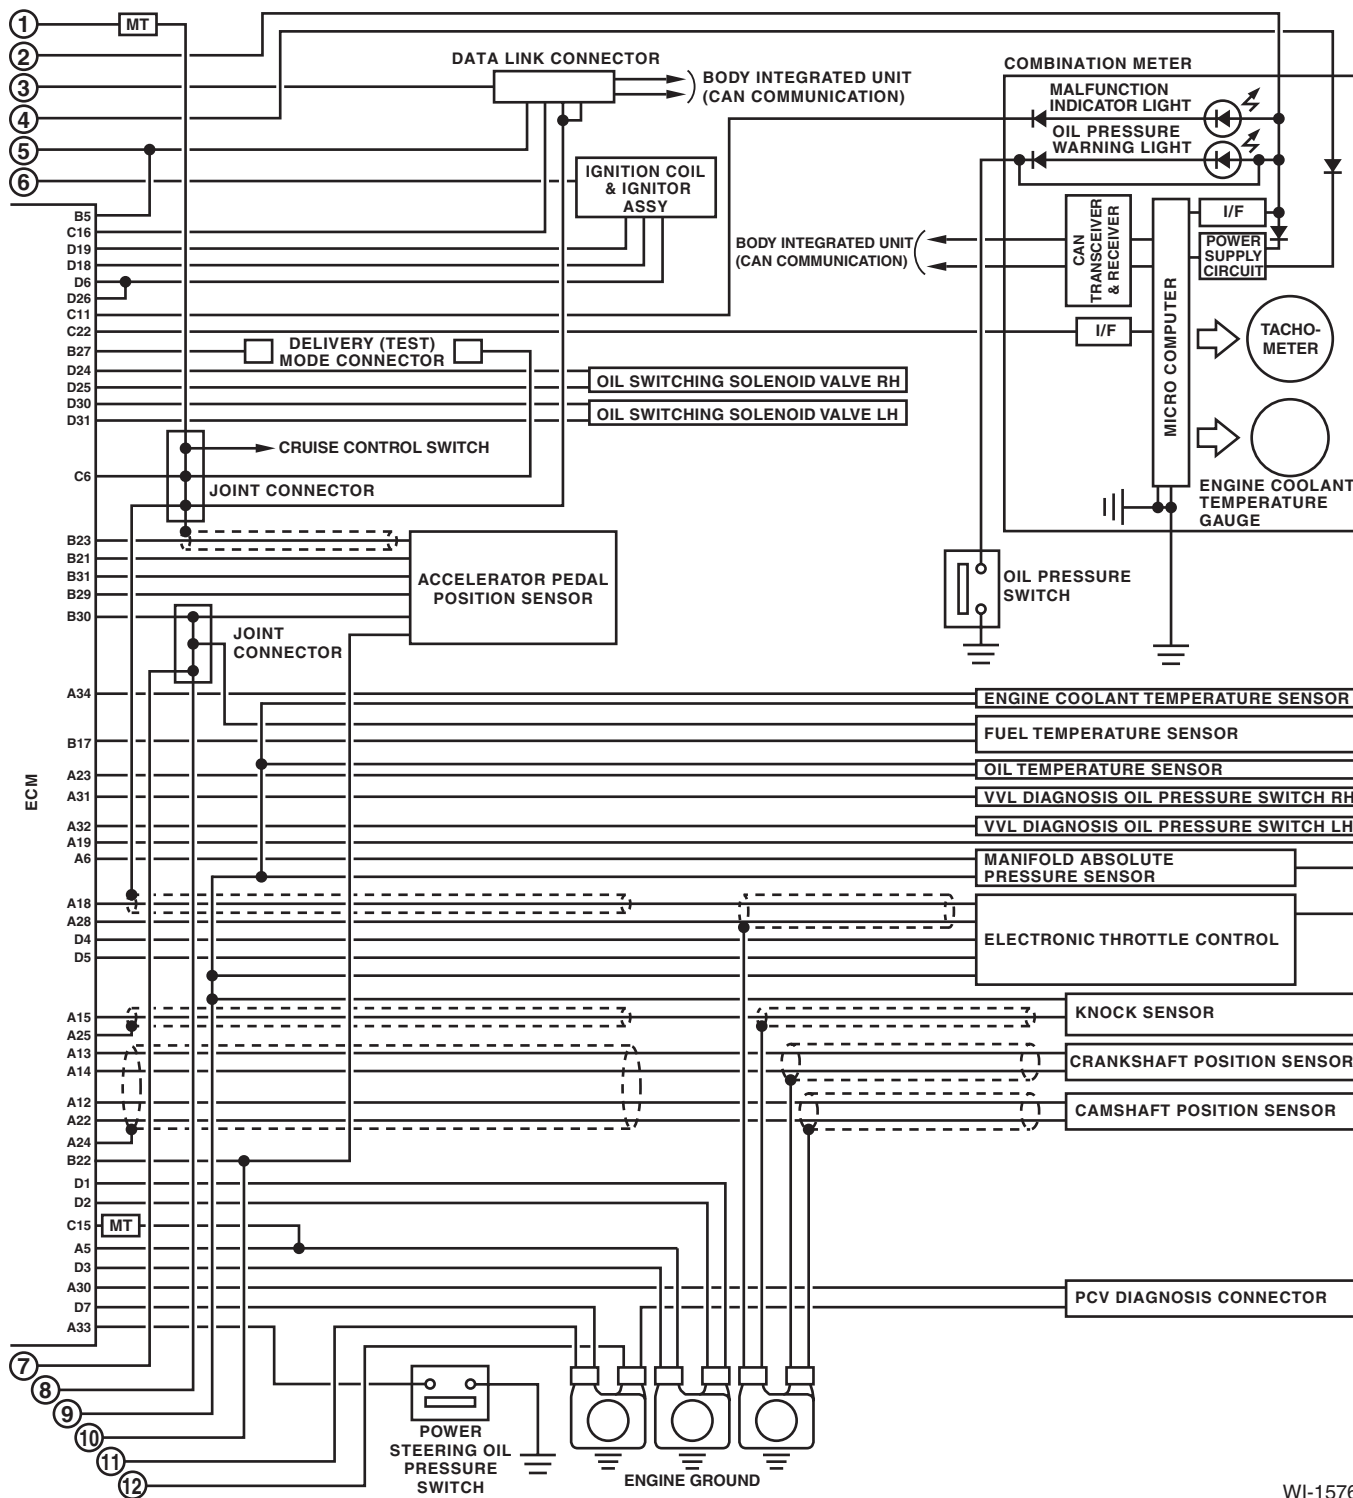 1
MT
2
DATA LINK CONNECTOR
COMBINATION METER
3
BODY INTEGRATED UNIT
(CAN COMMUNICATION)
MALFUNCTION
INDICATOR LIGHT
4
OIL PRESSURE
WARNING LIGHT
5
6
IGNITION COIL
& IGNITOR
ASSY
B5
C16
D19
D18
D6
D26
C11
C22
B27
D24
D25
D30
D31
C6
I/F
POWER
SUPPLY
CIRCUIT
CAN
TRANSCEIVER
& RECEIVER
BODY INTEGRATED UNIT
(CAN COMMUNICATION)
MICRO COMPUTER
I/F
TACHO-
METER
DELIVERY (TEST)
MODE CONNECTOR
OIL SWITCHING SOLENOID VALVE RH
OIL SWITCHING SOLENOID VALVE LH
CRUISE CONTROL SWITCH
JOINT CONNECTOR
ENGINE COOLANT
TEMPERATURE
GAUGE
B23
B21
B31
B29
B30
ACCELERATOR PEDAL
POSITION SENSOR
OIL PRESSURE
SWITCH
JOINT
CONNECTOR
A34
ENGINE COOLANT TEMPERATURE SENSOR
B17
FUEL TEMPERATURE SENSOR
A23
OIL TEMPERATURE SENSOR
ECM
A31
VVL DIAGNOSIS OIL PRESSURE SWITCH RH
A32
VVL DIAGNOSIS OIL PRESSURE SWITCH LH
A19
A6
MANIFOLD ABSOLUTE
PRESSURE SENSOR
A18
A28
D4
D5
ELECTRONIC THROTTLE CONTROL
A15
KNOCK SENSOR
A25
A13
A14
CRANKSHAFT POSITION SENSOR
A12
A22
CAMSHAFT POSITION SENSOR
A24
B22
D1
D2
C15
MT
A5
D3
A30
D7
PCV DIAGNOSIS CONNECTOR
A33
7
8
9
10
11
12
POWER
STEERING OIL
PRESSURE
SWITCH
ENGINE GROUND
WI-1576